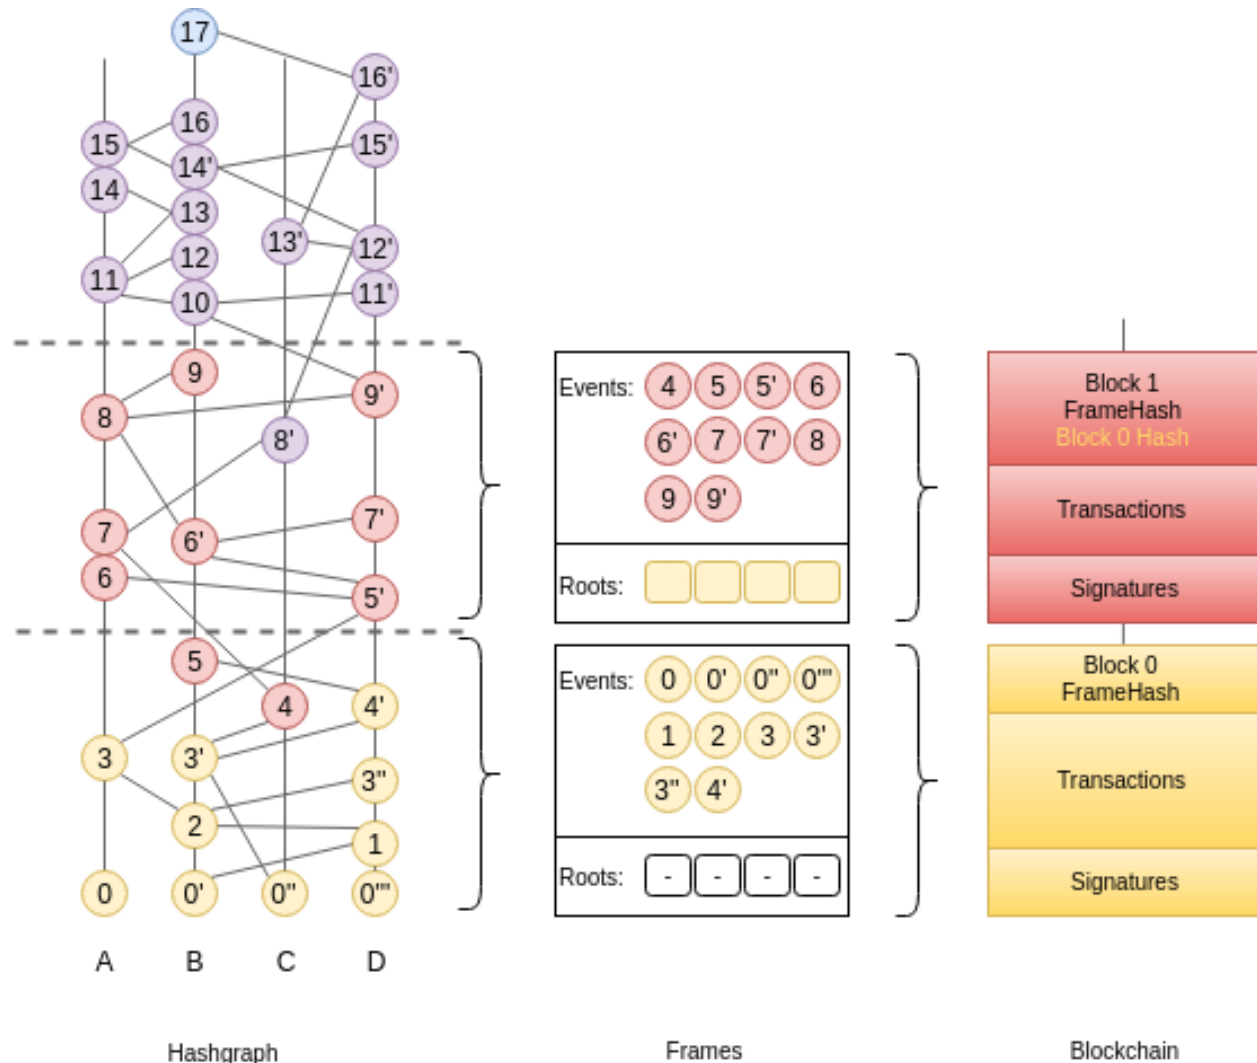 17
16'
16
15
14'
15'
14
13
13'
12'
12
11
10
11'
9
9'
8
8'
7
6'
7'
6
5'
5
4
4'
3
3'
3"
2
1
0
0'
0"
0'"
A B C D
Hashgraph
Events: 4 5 5' 6
6' 7 7' 8
9 9'
Roots:
Events: 0 0' 0" 0'"
1 2 3 3'
3" 4'
Roots: - - - -
Frames
Block 1
FrameHash
Block 0 Hash
Transactions
Signatures
Block 0
FrameHash
Transactions
Signatures
Blockchain